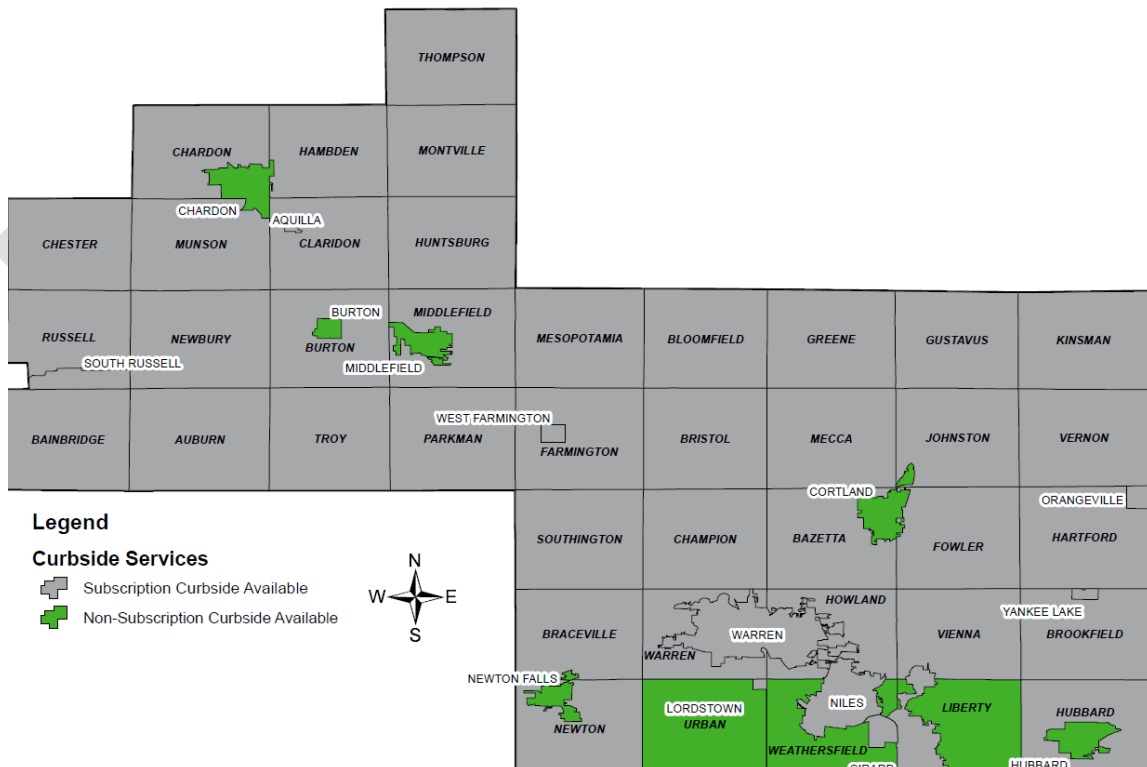 THOMPSON
CHARDON
HAMBDEN
MONTVILLE
CHARDON
AQUILLA
CHESTER
MUNSON
CLARIDON
HUNTSBURG
BURTON
MIDDLEFIELD
RUSSELL
NEWBURY
BURTON
MESOPOTAMIA
BLOOMFIELD
GREENE
GUSTAVUS
KINSMAN
SOUTH RUSSELL
MIDDLEFIELD
WEST FARMINGTON
BAINBRIDGE
AUBURN
TROY
PARKMAN
FARMINGTON
BRISTOL
MECCA
JOHNSTON
VERNON
CORTLAND
ORANGEVILLE
Legend
Curbside Services
Subscription Curbside Available
Non-Subscription Curbside Available
N
W
E
S
SOUTHINGTON
CHAMPION
BAZETTA
FOWLER
HARTFORD
HOWLAND
YANKEE LAKE
BRACEVILLE
WARREN
WARREN
VIENNA
BROOKFIELD
NEWTON FALLS
LORDSTOWN
URBAN
NILES
LIBERTY
HUBBARD
NEWTON
WEATHERSFIELD
GIRARD
HUBBARD